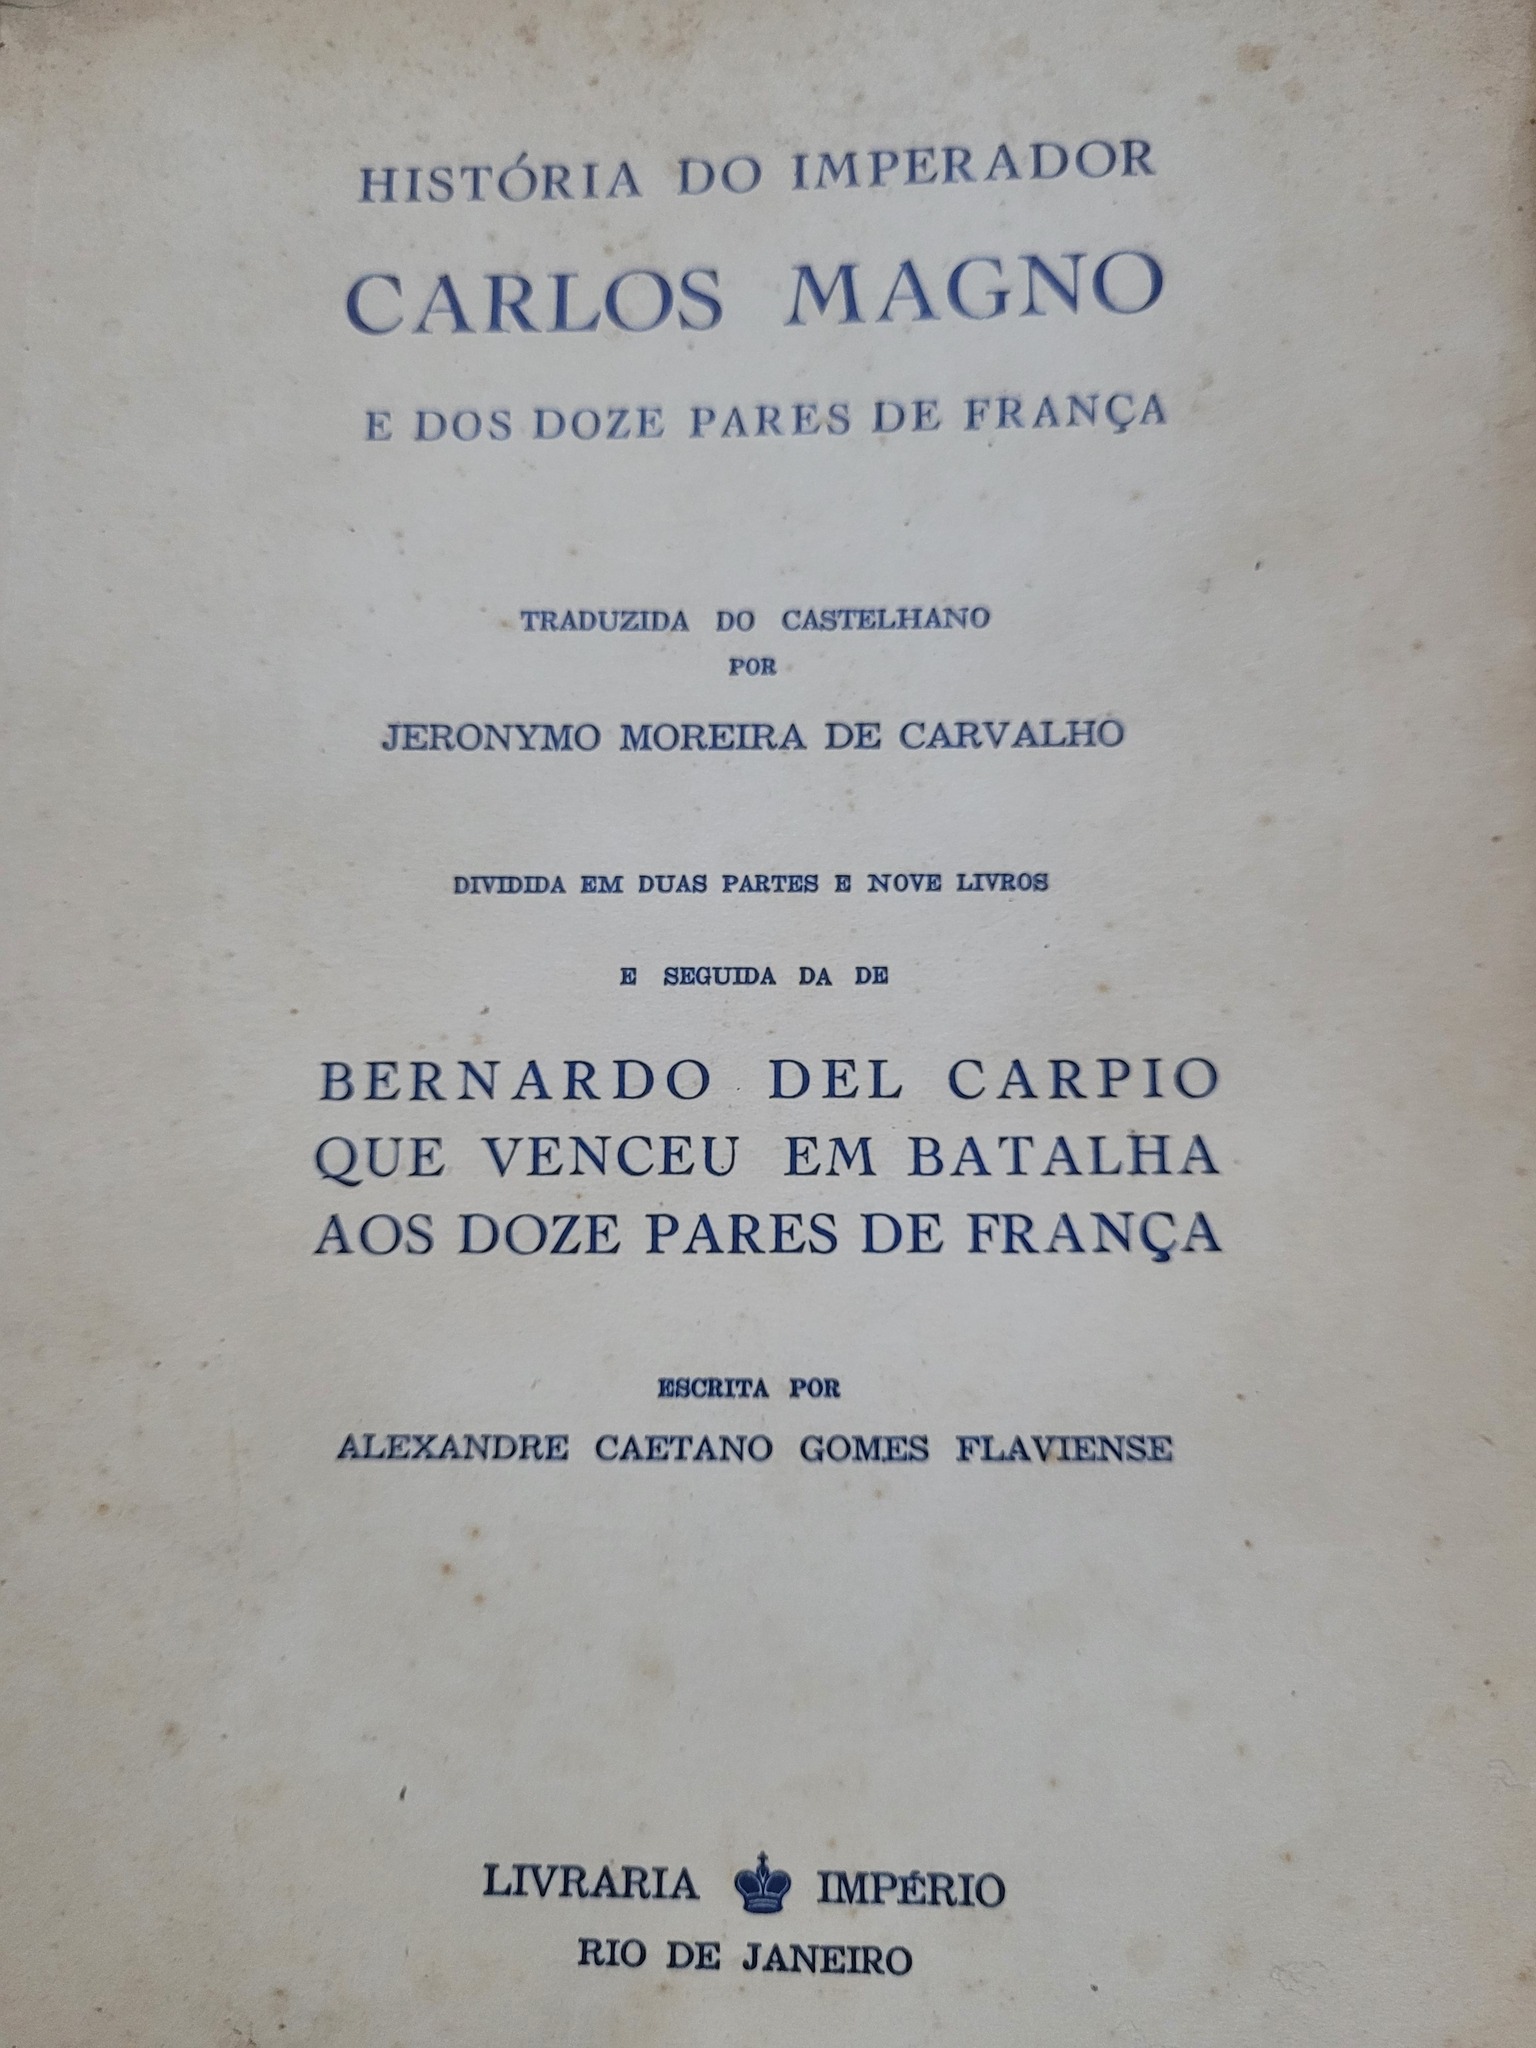 HISTÓRIA DO IMPERADOR
CARLOS MAGNO
E DOS DOZE PARES DE FRANÇA
TRADUZIDA DO CASTELHANO
POR
JERONYMO MOREIRA DE CARVALHO
DIVIDIDA EM DUAS PARTES E NOVE LIVROS
E SEGUIDA DA DE
BERNARDO DEL CARPIO
QUE VENCEU EM BATALHA
AOS DOZE PARES DE FRANÇA
ESCRITA POR
ALEXANDRE CAETANO GOMES FLAVIENSE
LIVRARIA IMPÉRIO
RIO DE JANEIRO